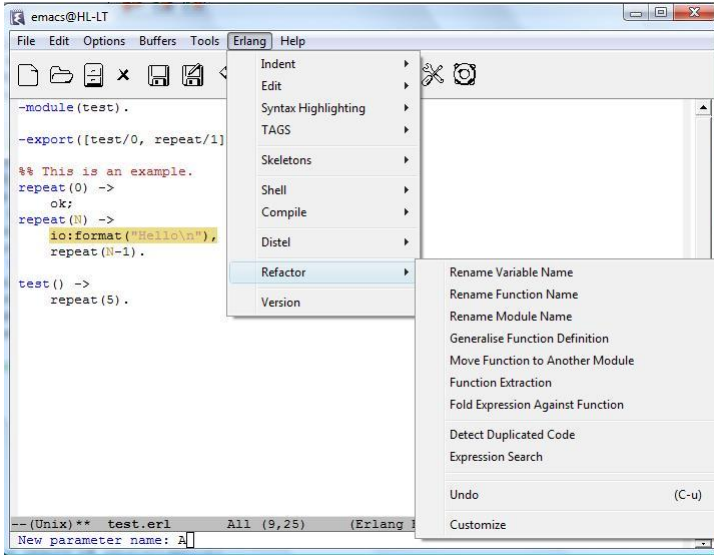 emacs@HL-LT
File Edit Options Buffers Tools Erlang Help
-module(test).
-export([test/0, repeat/1]
%% This is an example.
repeat(0) ->
ok;
repeat(N) ->
io:format("Hello\n"),
repeat(N-1).
test() ->
repeat(5).
Indent
Edit
Syntax Highlighting
TAGS
Skeletons
Shell
Compile
Distel
Refactor
Version
Rename Variable Name
Rename Function Name
Rename Module Name
Generalise Function Definition
Move Function to Another Module
Function Extraction
Fold Expression Against Function
Detect Duplicated Code
Expression Search
Undo (C-u)
Customize
--(Unix)** test.erl All (9,25) (Erlang
New parameter name: A